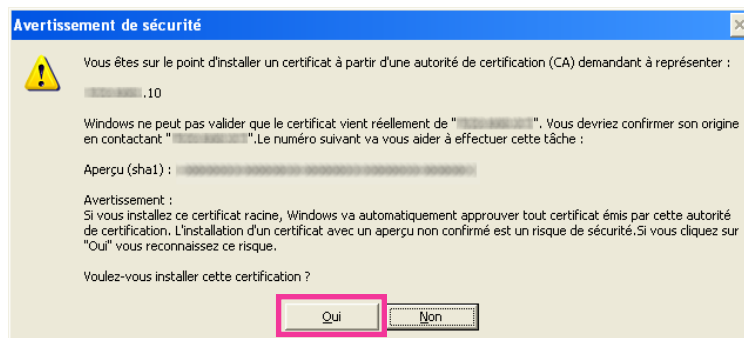 Avertissement de sécurité
Vous êtes sur le point d'installer un certificat à partir d'une autorité de certification (CA) demandant à représenter :
.10
Windows ne peut pas valider que le certificat vient réellement de "". Vous devriez confirmer son origine
en contactant "".Le numéro suivant va vous aider à effectuer cette tâche :
Aperçu (sha1) :
Avertissement :
Si vous installez ce certificat racine, Windows va automatiquement approuver tout certificat émis par cette autorité
de certification. L'installation d'un certificat avec un aperçu non confirmé est un risque de sécurité.Si vous cliquez sur
"Oui" vous reconnaissez ce risque.
Voulez-vous installer cette certification ?
Oui
Non